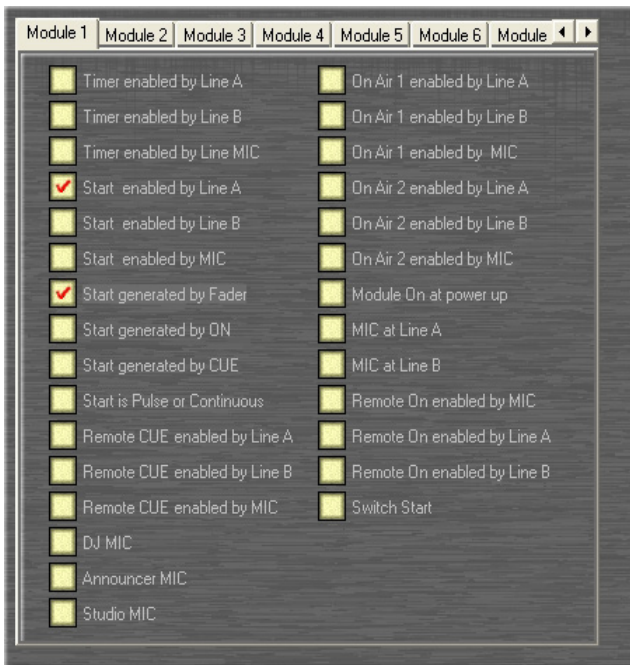 Module 1 Module 2 Module 3 Module 4 Module 5 Module 6 Module
Timer enabled by Line A
Timer enabled by Line B
Timer enabled by Line MIC
Start enabled by Line A
Start enabled by Line B
Start enabled by MIC
Start generated by Fader
Start generated by ON
Start generated by CUE
Start is Pulse or Continuous
Remote CUE enabled by Line A
Remote CUE enabled by Line B
Remote CUE enabled by MIC
DJ MIC
Announcer MIC
Studio MIC
On Air 1 enabled by Line A
On Air 1 enabled by Line B
On Air 1 enabled by MIC
On Air 2 enabled by Line A
On Air 2 enabled by Line B
On Air 2 enabled by MIC
Module On at power up
MIC at Line A
MIC at Line B
Remote On enabled by MIC
Remote On enabled by Line A
Remote On enabled by Line B
Switch Start